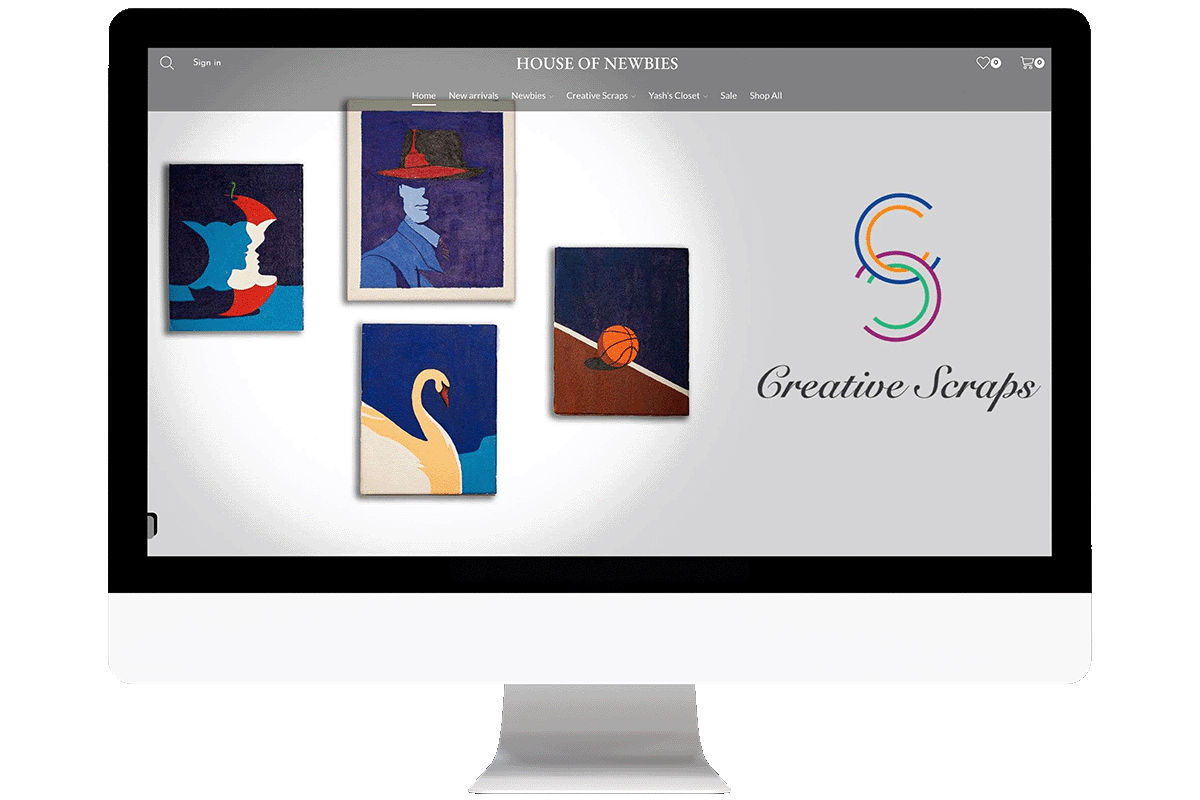 Sign in
HOUSE OF NEWBIES
0
0
Home New arrivals Newbies Creative Scraps Yash's Closet Sale Shop All
Creative Scraps